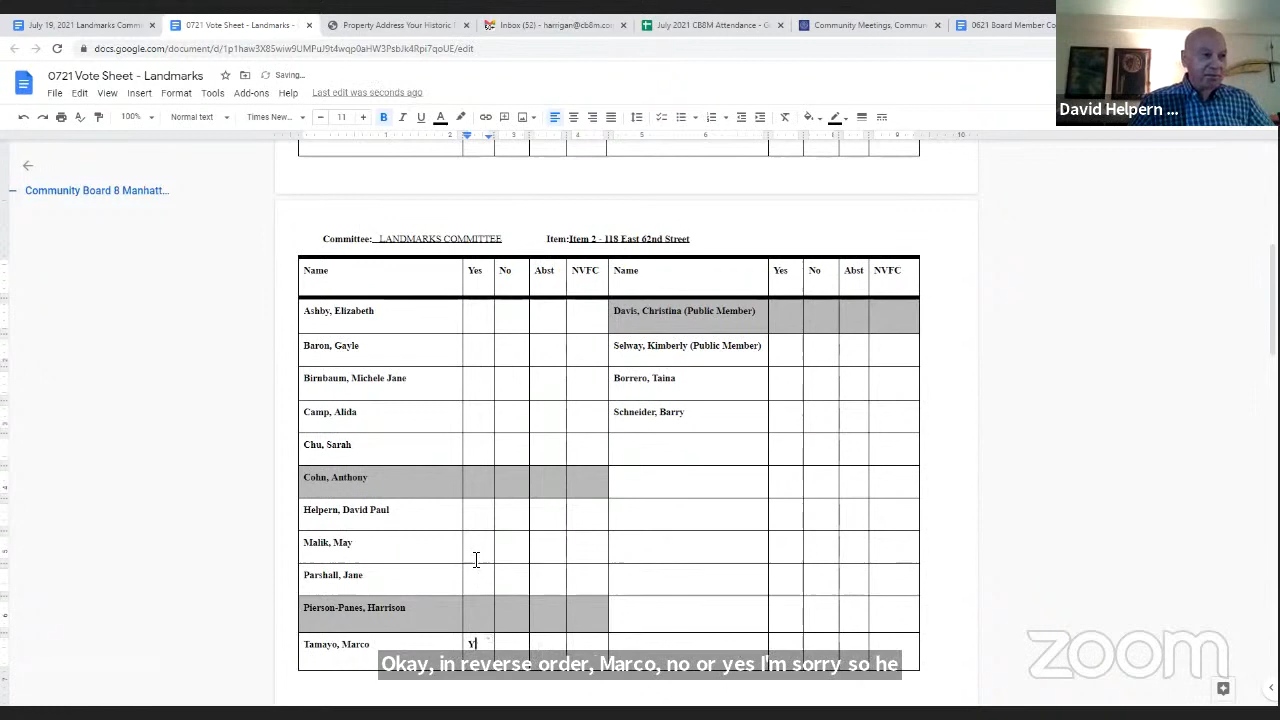 July 19, 2021 Landmarks Comm
0721 Vote Sheet - Landmarks -
Property Address Your Historic
Inbox (52) - harrigan@cb8m.co
July 2021 CB8M Attendance - G
Community Meetings, Commun
0621 Board Member Co
docs.google.com/document/d/1p1haw3X85wiw9UMPuJ9t4wqp0aHW3PsbJk4Rpi7qoUE/edit
0721 Vote Sheet - Landmarks
Saving...
File Edit View Insert Format Tools Add-ons Help Last edit was seconds ago
100% Normal text Times New... 11
David Helpern ...
Community Board 8 Manhatt...
Committee: LANDMARKS COMMITTEE Item: Item 2 - 118 East 62nd Street
Name Yes No Abst NVFC Name Yes No Abst NVFC
Ashby, Elizabeth Davis, Christina (Public Member)
Baron, Gayle Selway, Kimberly (Public Member)
Birnbaum, Michele Jane Borrero, Taina
Camp, Alida Schneider, Barry
Chu, Sarah
Cohn, Anthony
Helpern, David Paul
Malik, May
Parshall, Jane
Pierson-Panes, Harrison
Tamayo, Marco Y
Okay, in reverse order, Marco, no or yes I'm sorry so he
zoom